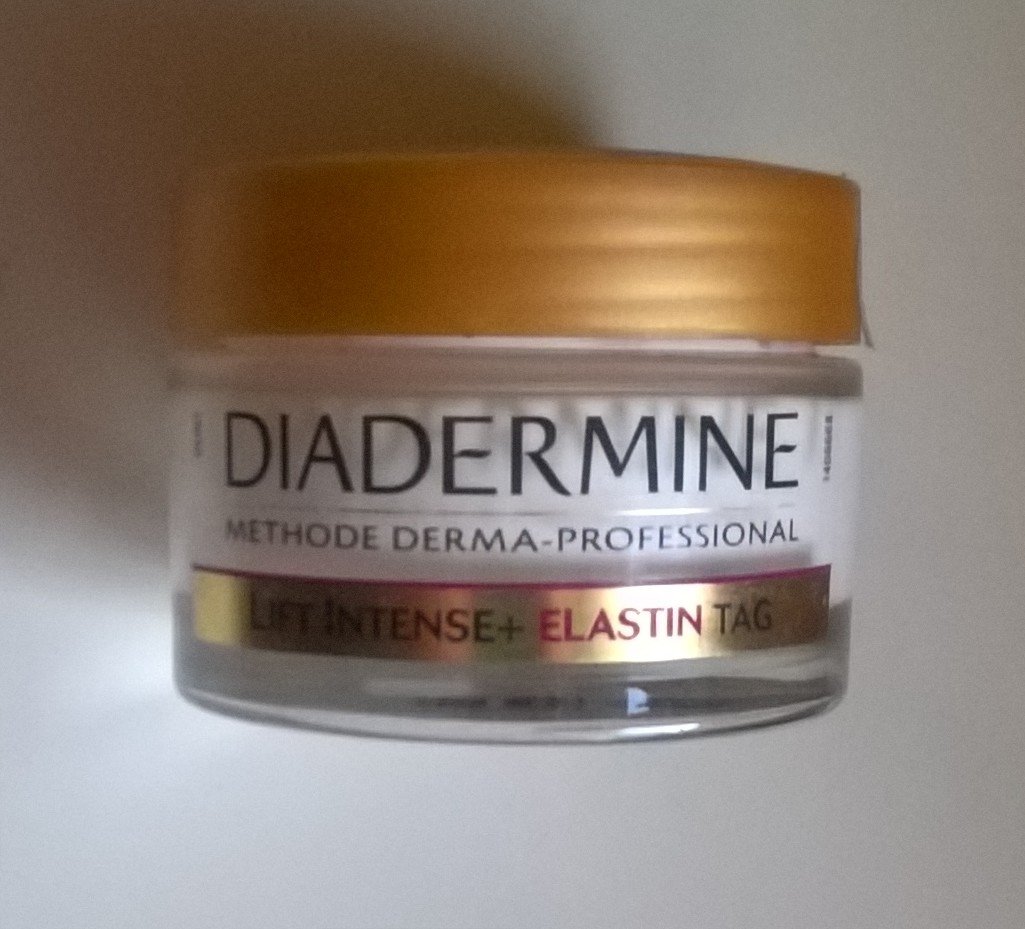 DIADERMINE
METHODE DERMA-PROFESSIONAL
LIFT INTENSE+ ELASTIN TAG